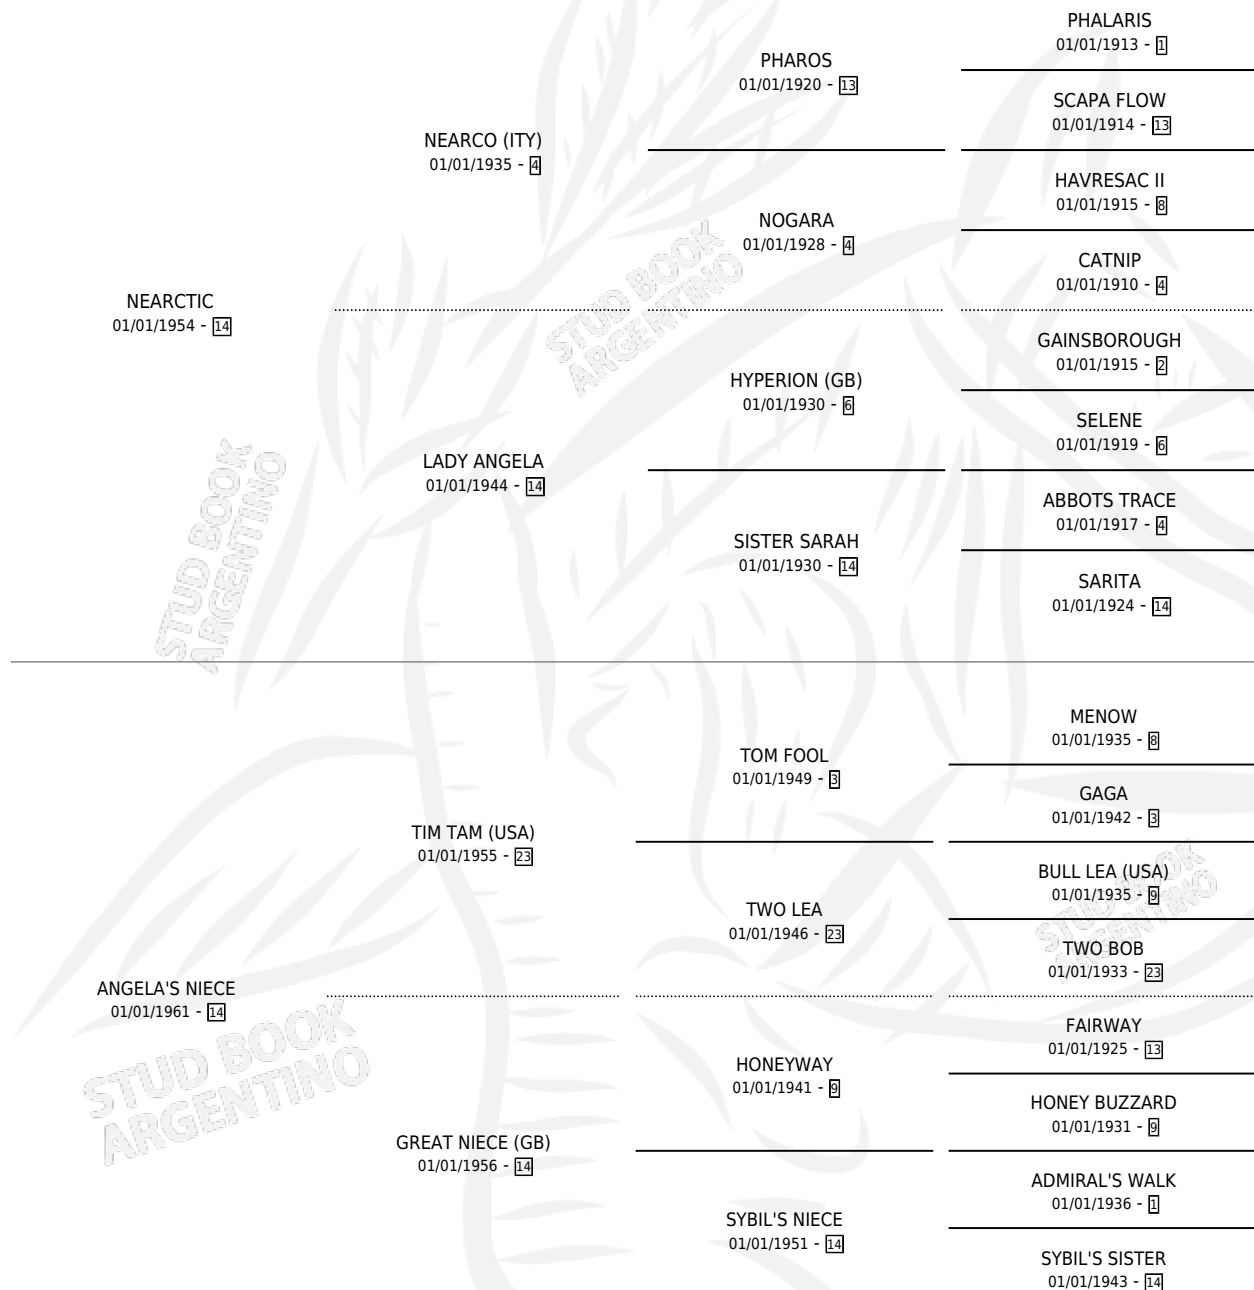 NEARCTIC
01/01/1954 - 14
NEARCO (ITY)
01/01/1935 - 4
PHAROS
01/01/1920 - 13
PHALARIS
01/01/1913 - 1
SCAPA FLOW
01/01/1914 - 13
NOGARA
01/01/1928 - 4
HAVRESAC II
01/01/1915 - 8
CATNIP
01/01/1910 - 4
LADY ANGELA
01/01/1944 - 14
HYPERION (GB)
01/01/1930 - 6
GAINSBOROUGH
01/01/1915 - 2
SELENE
01/01/1919 - 6
SISTER SARAH
01/01/1930 - 14
ABBOTS TRACE
01/01/1917 - 4
SARITA
01/01/1924 - 14
ANGELA'S NIECE
01/01/1961 - 14
TIM TAM (USA)
01/01/1955 - 23
TOM FOOL
01/01/1949 - 3
MENOW
01/01/1935 - 8
GAGA
01/01/1942 - 3
TWO LEA
01/01/1946 - 23
BULL LEA (USA)
01/01/1935 - 9
TWO BOB
01/01/1933 - 23
GREAT NIECE (GB)
01/01/1956 - 14
HONEYWAY
01/01/1941 - 9
FAIRWAY
01/01/1925 - 13
HONEY BUZZARD
01/01/1931 - 9
SYBIL'S NIECE
01/01/1951 - 14
ADMIRAL'S WALK
01/01/1936 - 1
SYBIL'S SISTER
01/01/1943 - 14
STUD BOOK
ARGENTINO
STUD BOOK
ARGENTINO
STUD BOOK
ARGENTINO
STUD BOOK
ARGENTINO